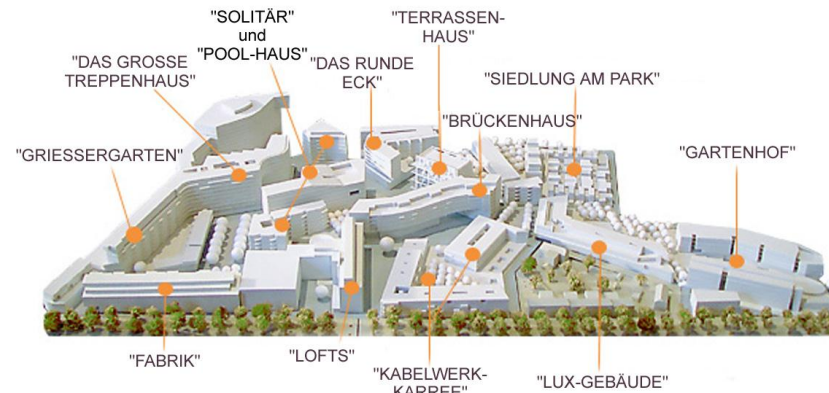 "SOLITÄR"
und
"POOL-HAUS"
"TERRASSEN-
HAUS"
"DAS GROSSE
TREPPENHAUS"
"DAS RUNDE
ECK"
"SIEDLUNG AM PARK"
"BRÜCKENHAUS"
"GRIESSERGARTEN"
"GARTENHOF"
"FABRIK"
"LOFTS"
"KABELWERK-
KARREE"
"LUX-GEBÄUDE"